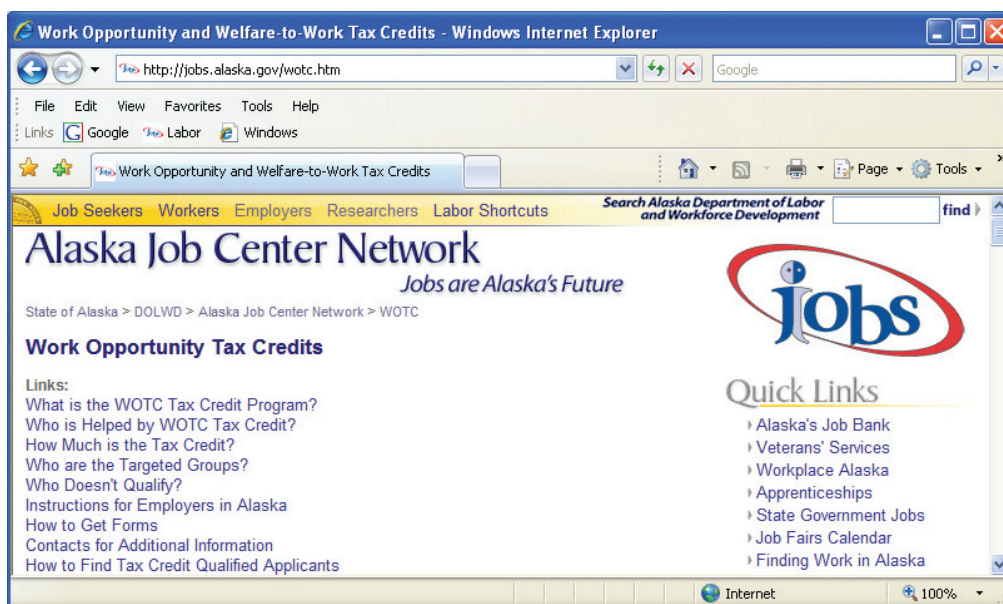 Work Opportunity and Welfare-to-Work Tax Credits - Windows Internet Explorer
http://jobs.alaska.gov/wotc.htm
Google
File Edit View Favorites Tools Help
Links Google Labor Windows
Work Opportunity and Welfare-to-Work Tax Credits
Page Tools
Job Seekers Workers Employers Researchers Labor Shortcuts
Search Alaska Department of Labor
and Workforce Development
find
Alaska Job Center Network
Jobs are Alaska's Future
jobs
State of Alaska > DOLWD > Alaska Job Center Network > WOTC
Work Opportunity Tax Credits
Links:
What is the WOTC Tax Credit Program?
Who is Helped by WOTC Tax Credit?
How Much is the Tax Credit?
Who are the Targeted Groups?
Who Doesn't Qualify?
Instructions for Employers in Alaska
How to Get Forms
Contacts for Additional Information
How to Find Tax Credit Qualified Applicants
Quick Links
Alaska's Job Bank
Veterans' Services
Workplace Alaska
Apprenticeships
State Government Jobs
Job Fairs Calendar
Finding Work in Alaska
Internet
100%